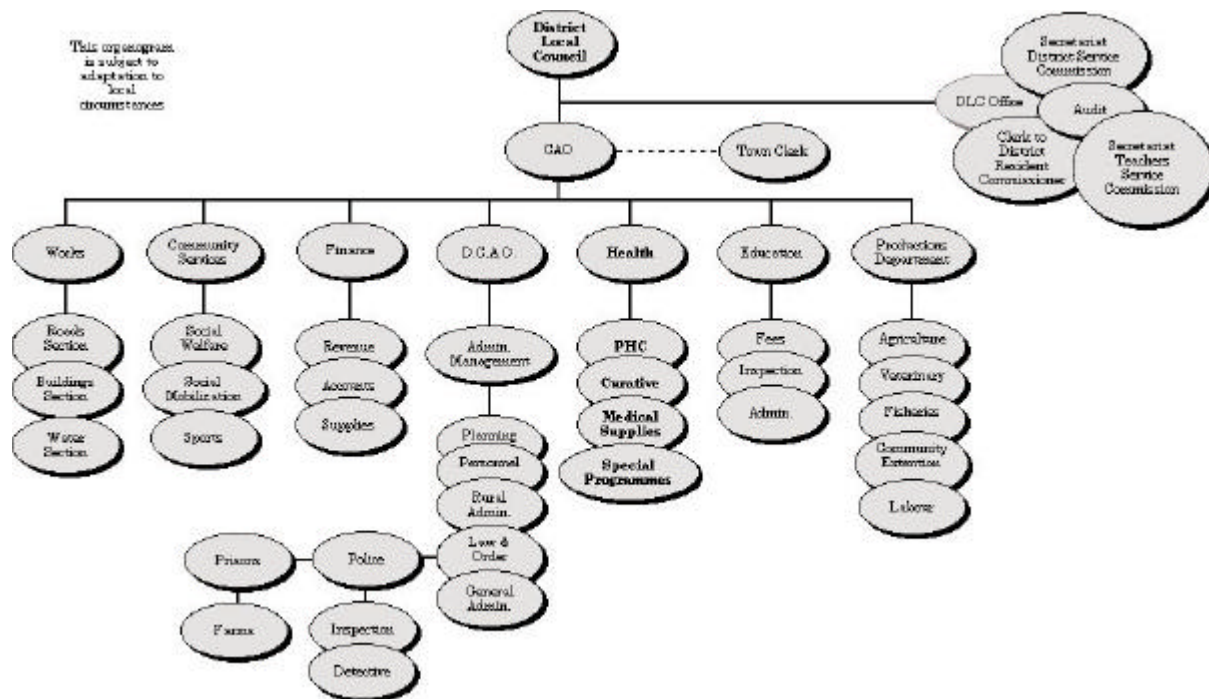 This organogram
is subject to
adaptation to
local
circumstances
District
Local
Council
Secretariat
District Service
Commission
DLC Office
Audit
Clerk to
District
Resident
Commissioner
Secretariat
Teachers
Service
Commission
CAO
Town Clerk
Works
Community
Services
Finance
D.C.A.O.
Health
Education
Productions
Department
Roads
Section
Buildings
Section
Water
Section
Social
Welfare
Social
Mobilization
Sports
Revenue
Accounts
Supplies
Admin.
Management
Planning
Personnel
Rural
Admin.
Law &
Order
General
Admin.
Police
Inspection
Detective
Prisons
Farms
PHC
Curative
Medical
Supplies
Special
Programmes
Fees
Inspection
Admin.
Agriculture
Veterinary
Fisheries
Community
Extention
Labour